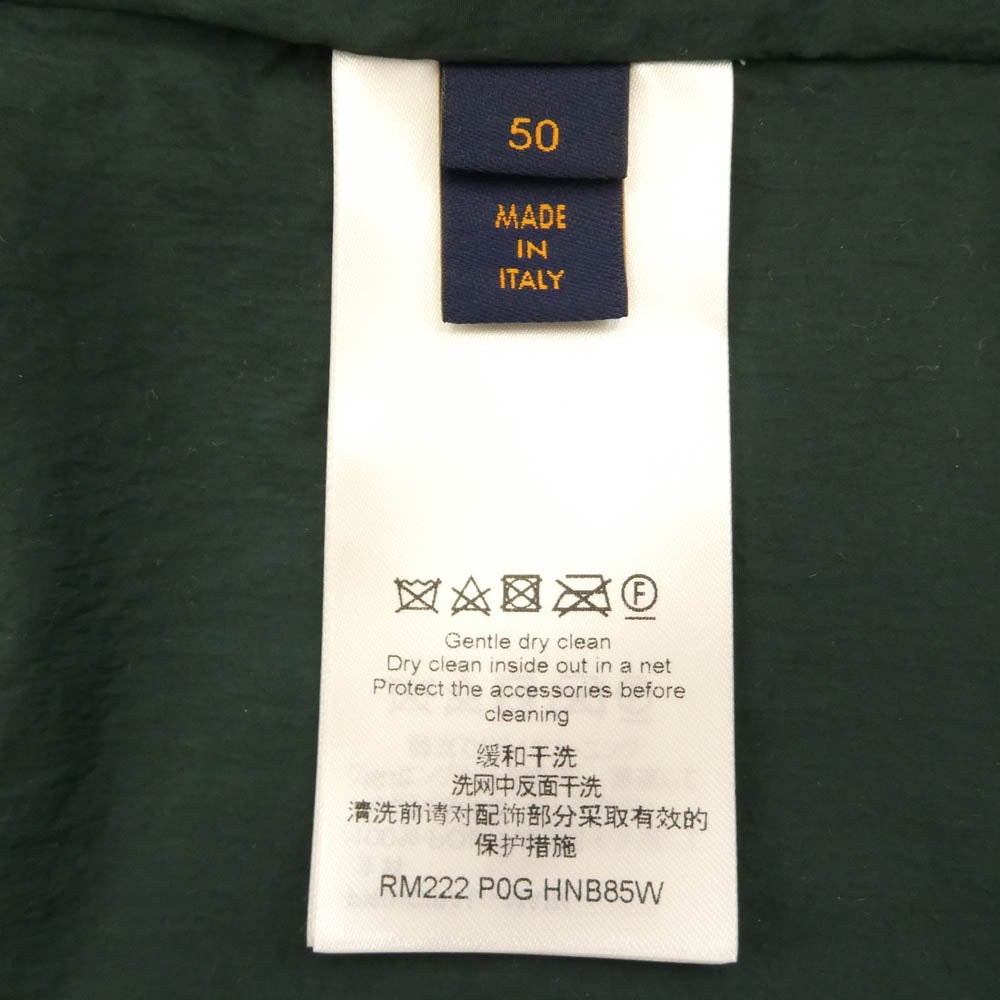 50
MADE
IN
ITALY
F
Gentle dry clean
Dry clean inside out in a net
Protect the accessories before
cleaning
缓和干洗
洗网中反面干洗
清洗前请对配饰部分采取有效的
保护措施
RM222 P0G HNB85W